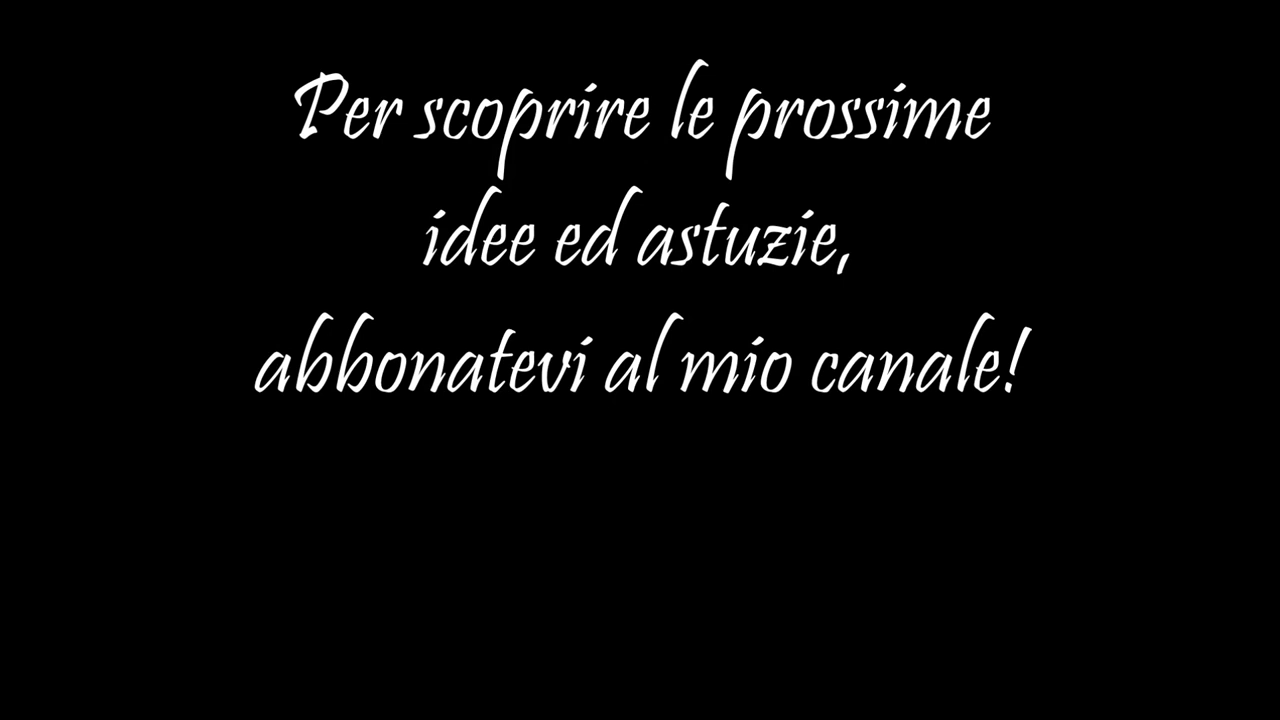 Per scoprire le prossime
idee ed astuzie,
abbonatevi al mio canale!